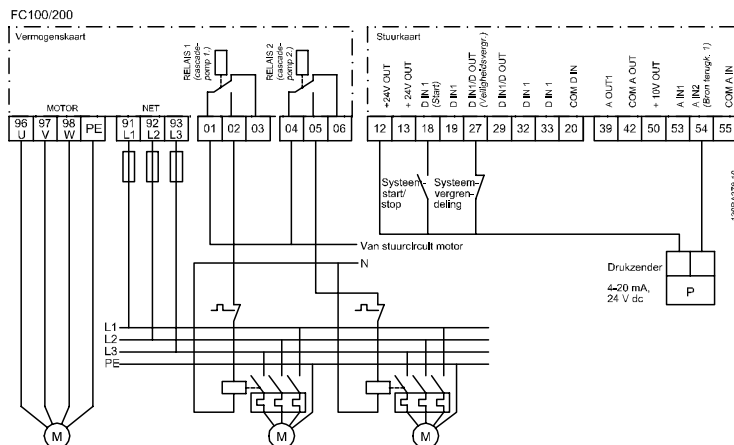 FC100/200
Vermogenskaart
Stuurkaart
RELAIS 1
(cascade-
pomp 1.)
RELAIS 2
(cascade-
pomp 2.)
+24V OUT
+ 24V OUT
D IN 1
(Start)
D IN1
D IN1/D OUT
(Veiligheidsvergr.)
D IN1/D OUT
D IN 1
D IN 1
COM D IN
A OUT1
COM A OUT
+ 10V OUT
A IN1
A IN2
(Bron terugk. 1)
COM A IN
MOTOR
NET
96 97 98 PE 91 92 93 01 02 03 04 05 06 12 13 18 19 27 29 32 33 20 39 42 50 53 54 55
U V W L1 L2 L3
Systeem-
start/
stop
Systeem-
vergren-
deling
Van stuurcircuit motor
N
Drukzender
4-20 mA,
24 V dc
P
L1
L2
L3
PE
M M M